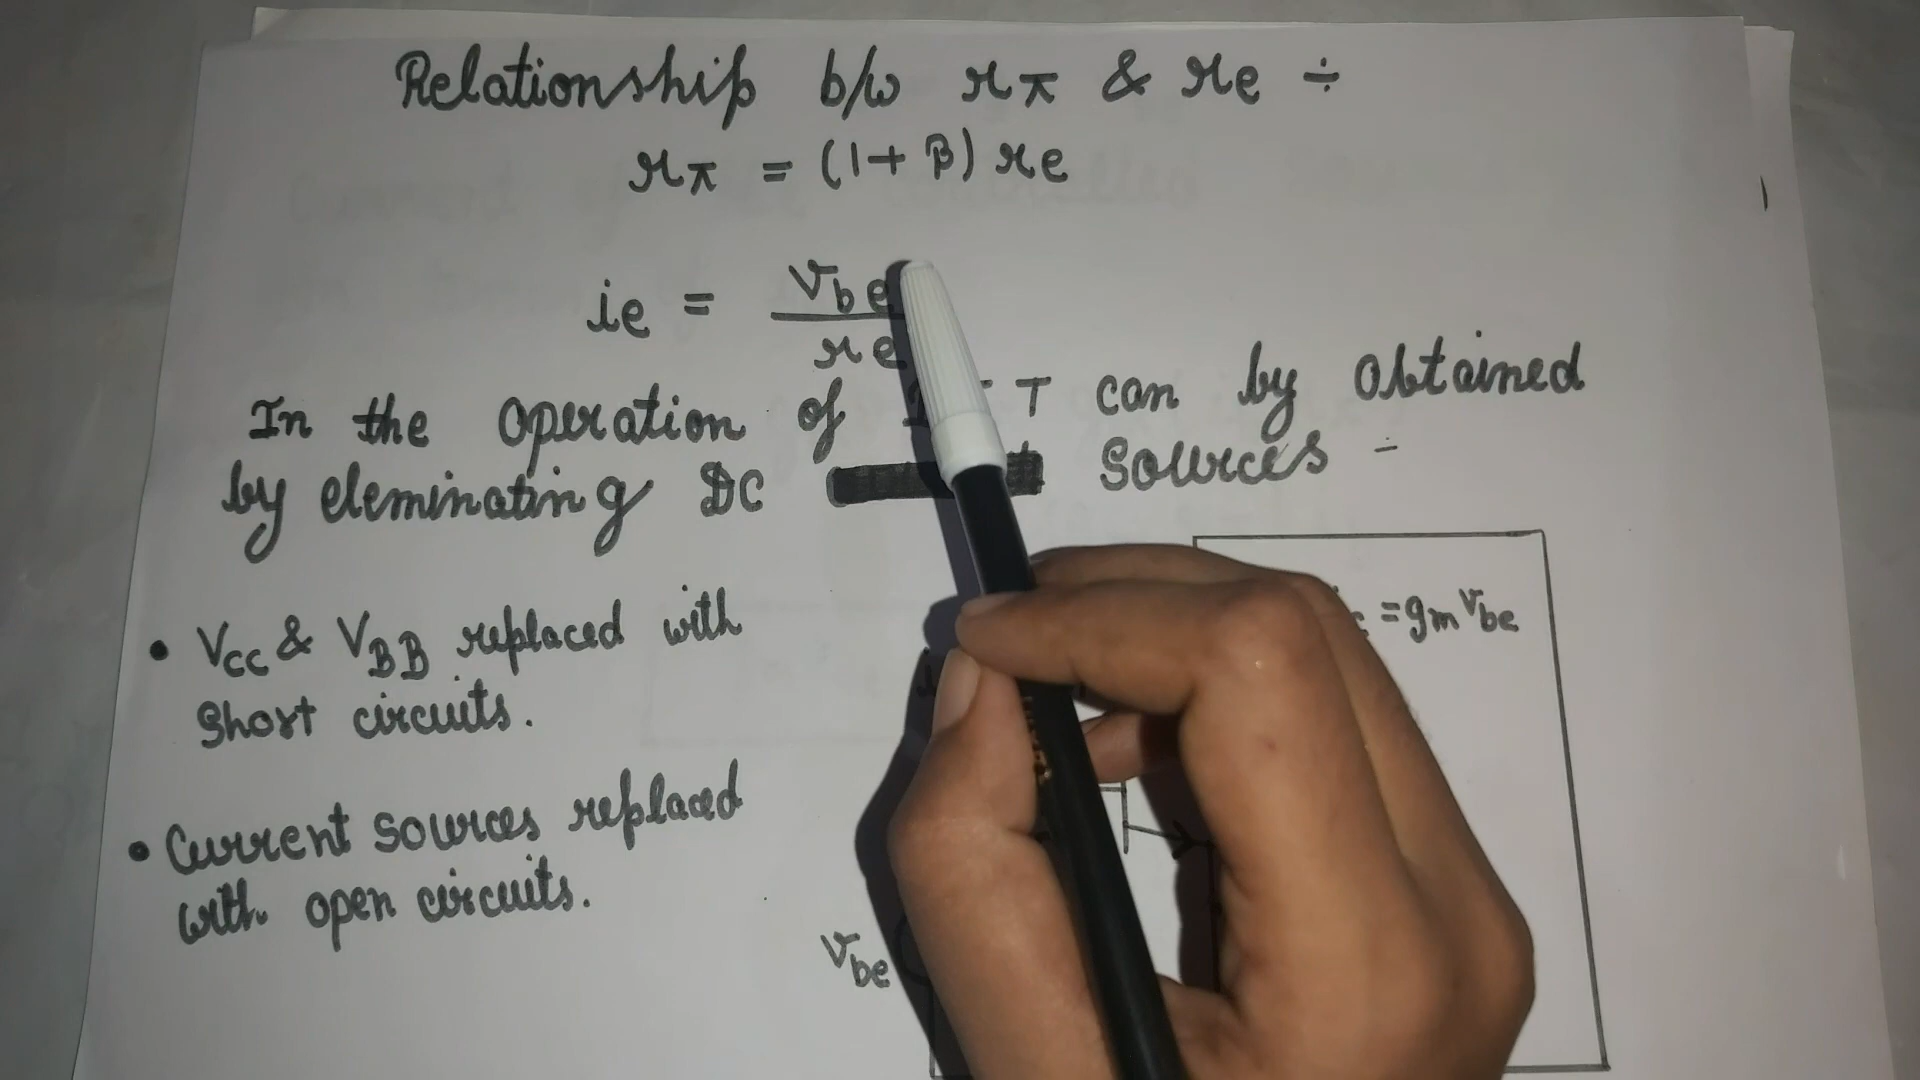 Relationship b/w rπ & re ÷
rπ = (1+ β) re
ie = Vbe / re
In the operation of T can by obtained
by eleminating DC Sources -
• Vcc & VBB replaced with
Short circuits.
• Current sources replaced
with open circuits.
= gm Vbe
Vbe